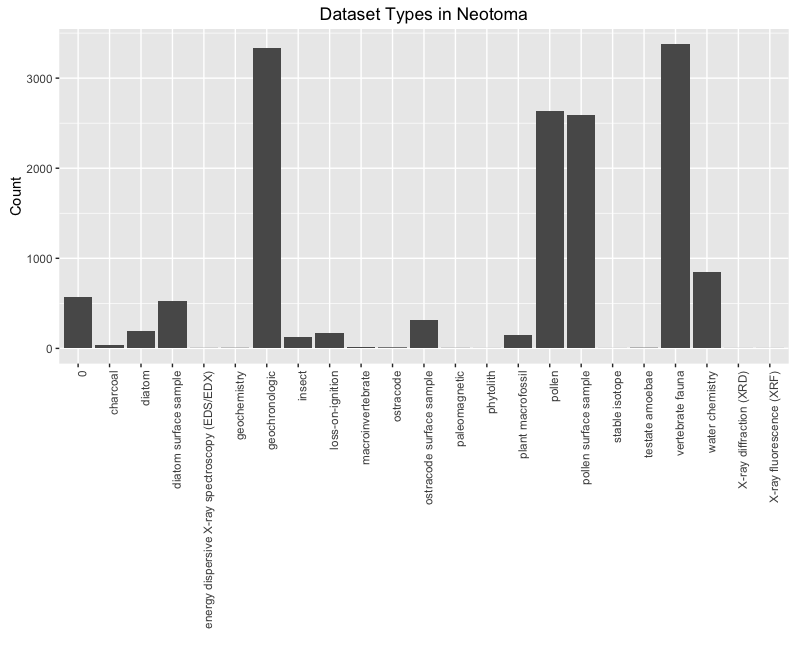 Dataset Types in Neotoma
Count
3000
2000
1000
0
0
charcoal
diatom
diatom surface sample
energy dispersive X-ray spectroscopy (EDS/EDX)
geochemistry
geochronologic
insect
loss-on-ignition
macroinvertebrate
ostracode
ostracode surface sample
paleomagnetic
phytolith
plant macrofossil
pollen
pollen surface sample
stable isotope
testate amoebae
vertebrate fauna
water chemistry
X-ray diffraction (XRD)
X-ray fluorescence (XRF)